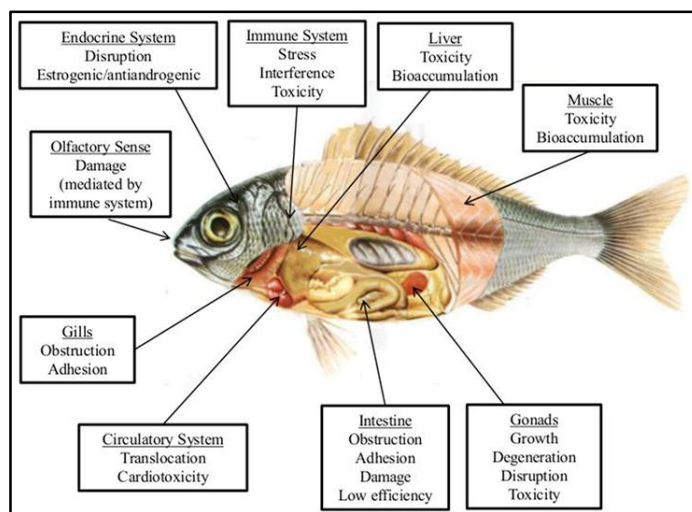 Endocrine System
Disruption
Estrogenic/antiandrogenic
Immune System
Stress
Interference
Toxicity
Liver
Toxicity
Bioaccumulation
Muscle
Toxicity
Bioaccumulation
Olfactory Sense
Damage
(mediated by
immune system)
Gills
Obstruction
Adhesion
Circulatory System
Translocation
Cardiotoxicity
Intestine
Obstruction
Adhesion
Damage
Low efficiency
Gonads
Growth
Degeneration
Disruption
Toxicity